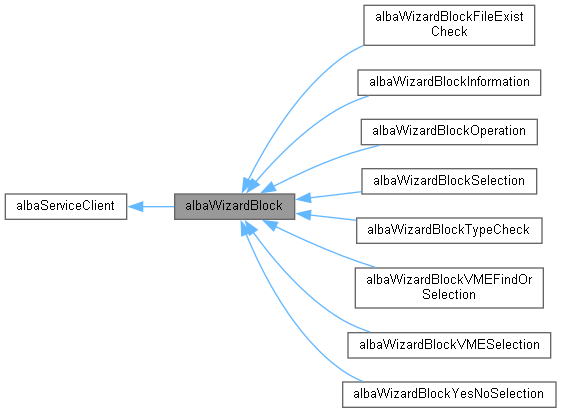 albaWizardBlockFileExist
Check
albaWizardBlockInformation
albaWizardBlockOperation
albaWizardBlockSelection
albaServiceClient
albaWizardBlock
albaWizardBlockTypeCheck
albaWizardBlockVMEFindOr
Selection
albaWizardBlockVMESelection
albaWizardBlockYesNoSelection